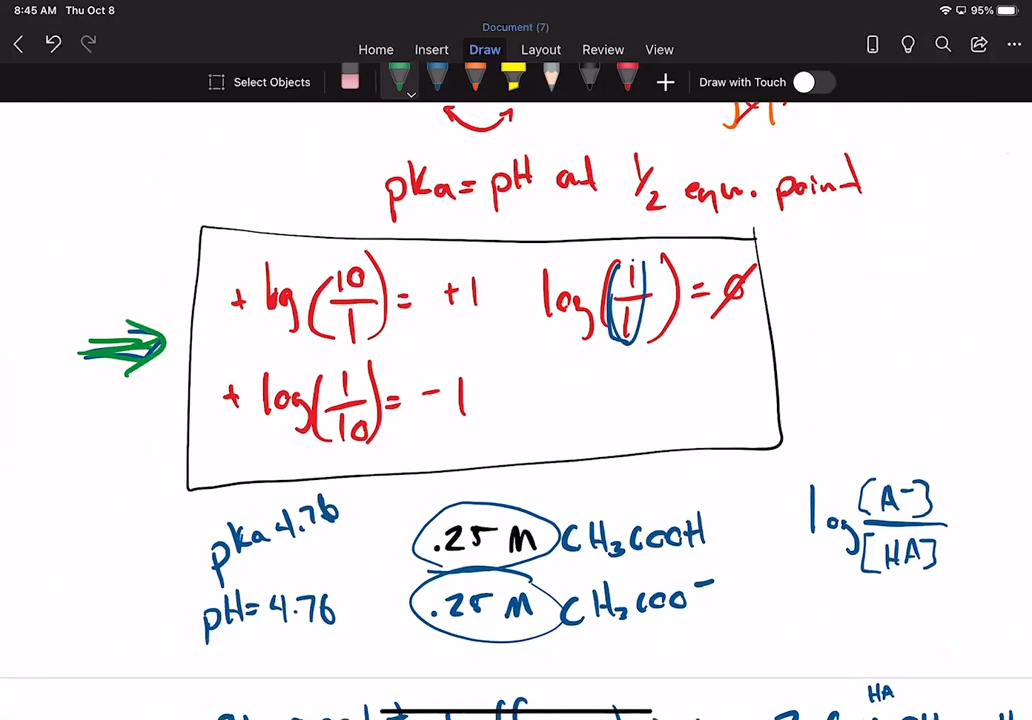 8:45 AM Thu Oct 8
95%
Document (7)
Home Insert Draw Layout Review View
Select Objects
Draw with Touch
pKa = pH at 1/2 equiv. point
+ log (10/1) = +1 log (1/1) = ∅
+ log (1/10) = -1
pKa 4.76 .25 M CH₃COOH log [A-]/[HA]
pH = 4.76 .25 M CH₃COO⁻
HA